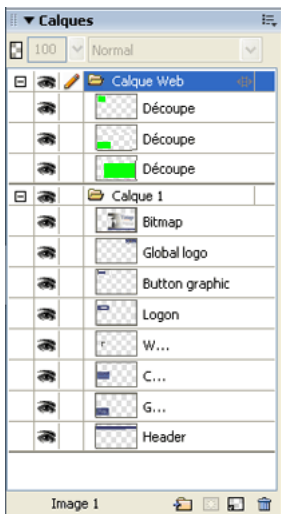 Calques
100 Normal
Calque Web
Découpe
Découpe
Découpe
Calque 1
Bitmap
Global logo
Button graphic
Logon
W...
C...
G...
Header
Image 1